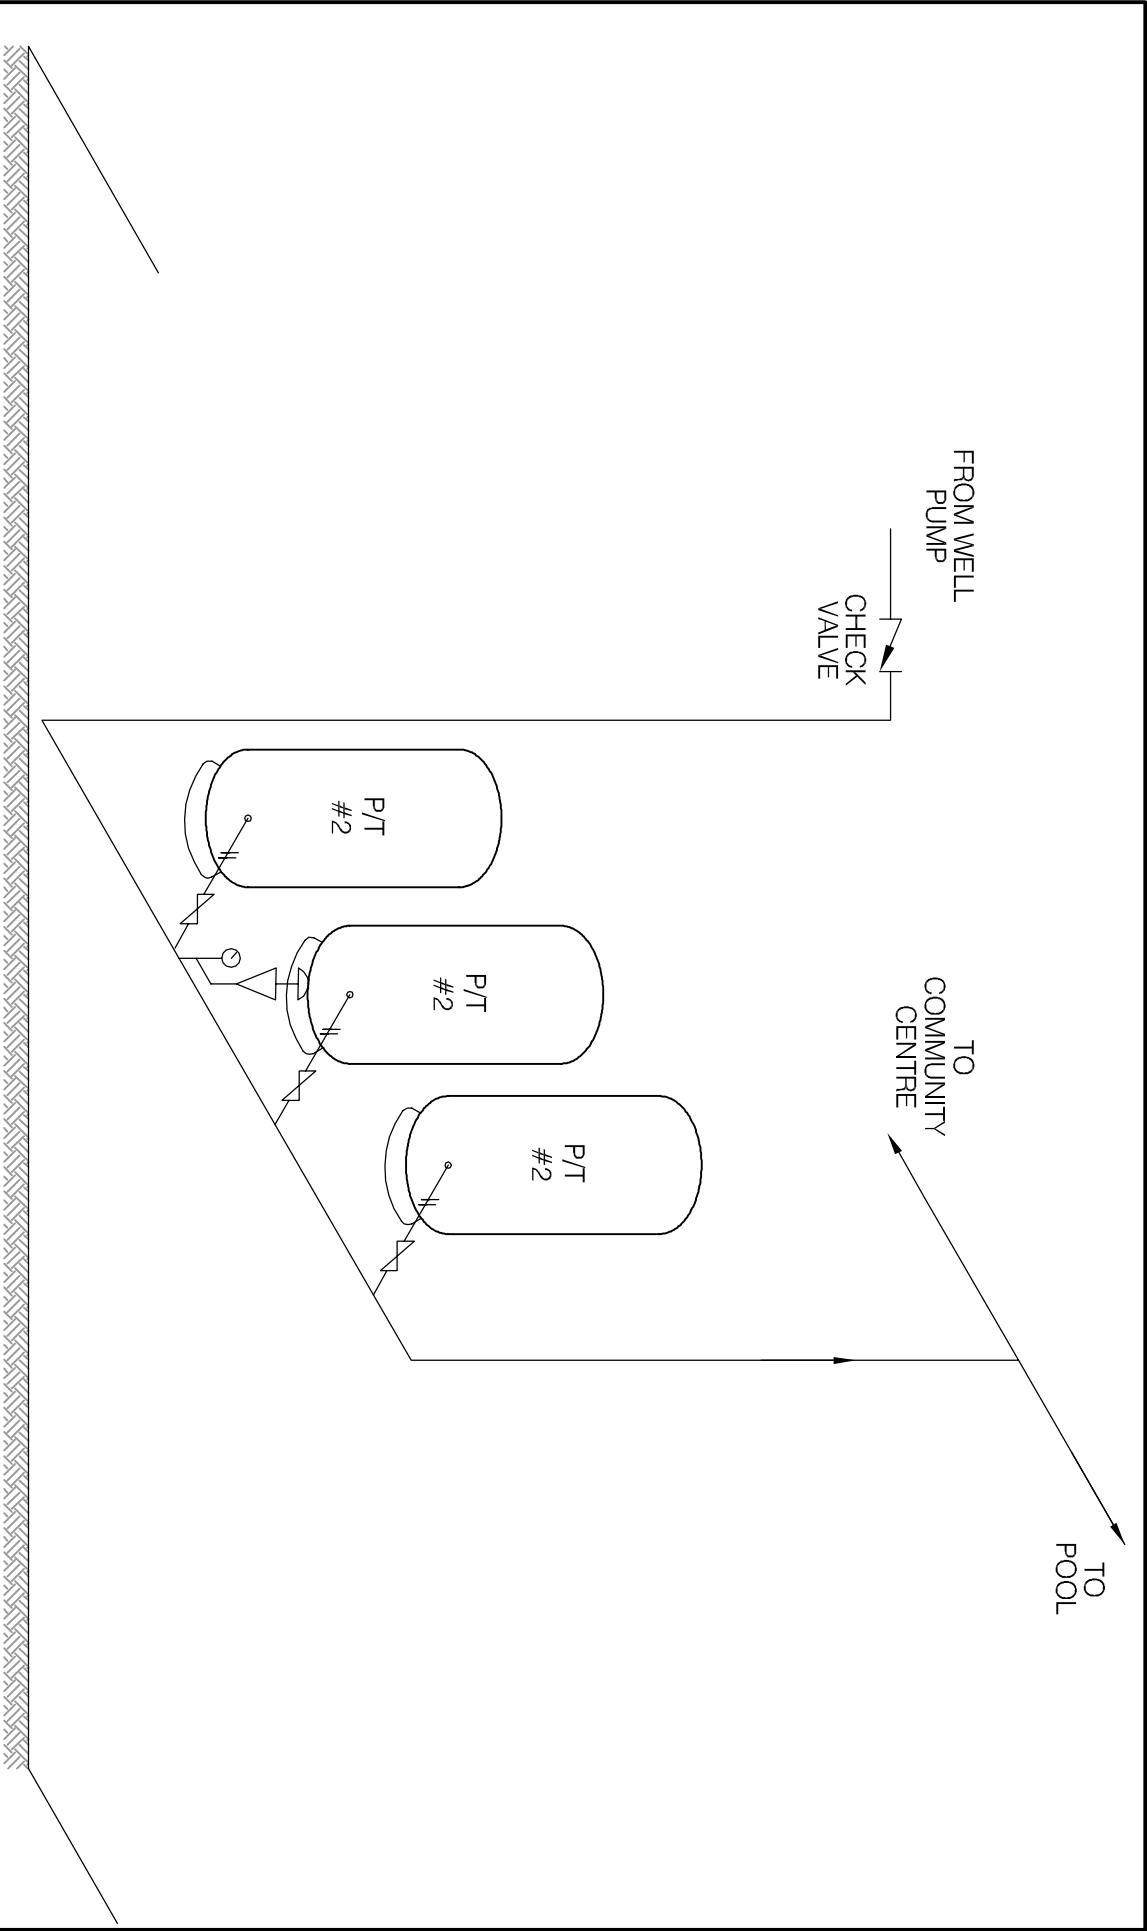 FROM WELL
PUMP
CHECK
VALVE
TO
COMMUNITY
CENTRE
TO
POOL
P/T
#2
P/T
#2
P/T
#2